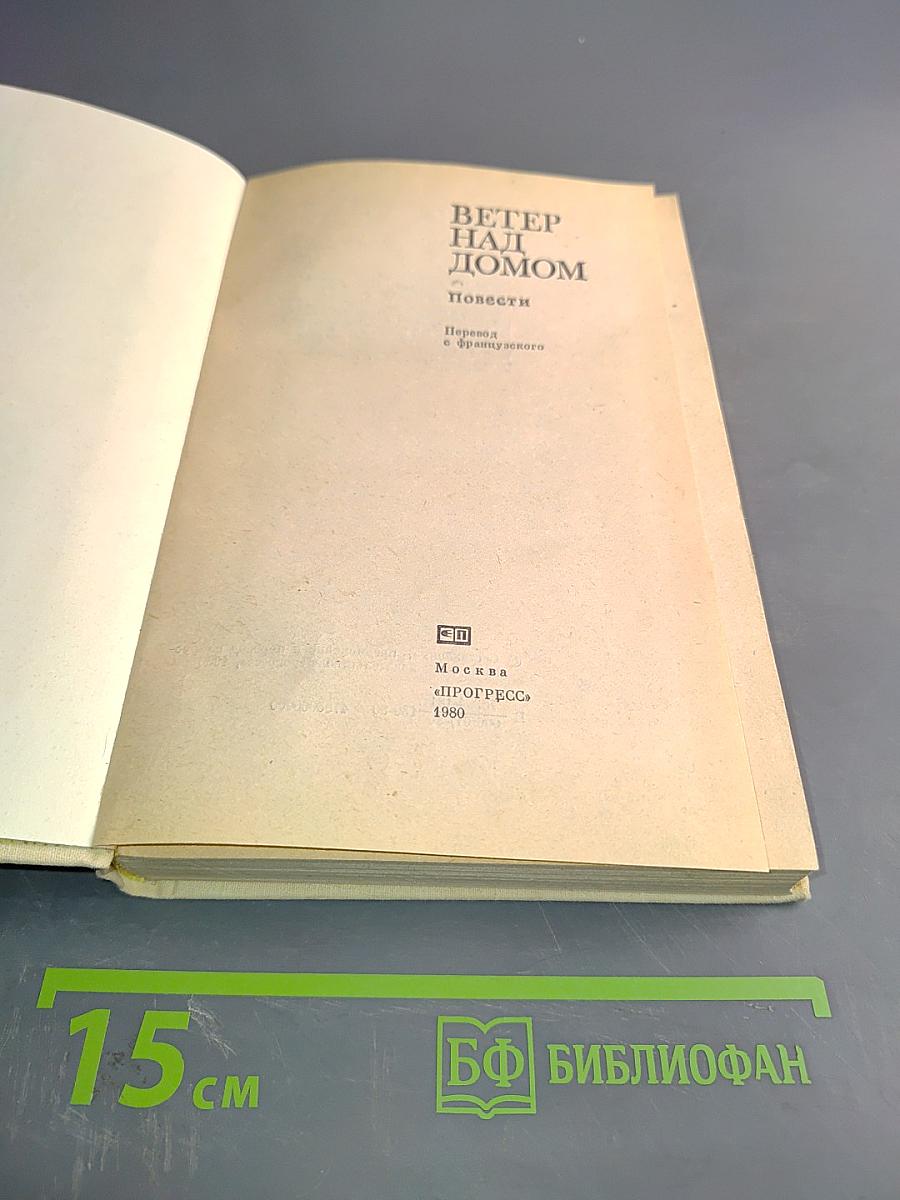 ВЕТЕР
НАД
ДОМОМ
Повести
Перевод
с французского
Москва
«ПРОГРЕСС»
1980
15 см
БФ БИБЛИОФАН